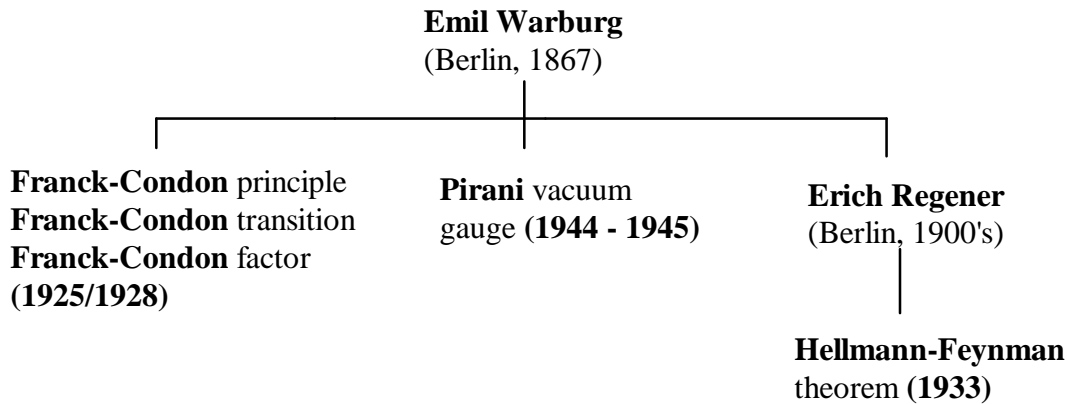 Emil Warburg
(Berlin, 1867)
Franck-Condon principle
Franck-Condon transition
Franck-Condon factor
(1925/1928)
Pirani vacuum
gauge (1944 - 1945)
Erich Regener
(Berlin, 1900's)
Hellmann-Feynman
theorem (1933)